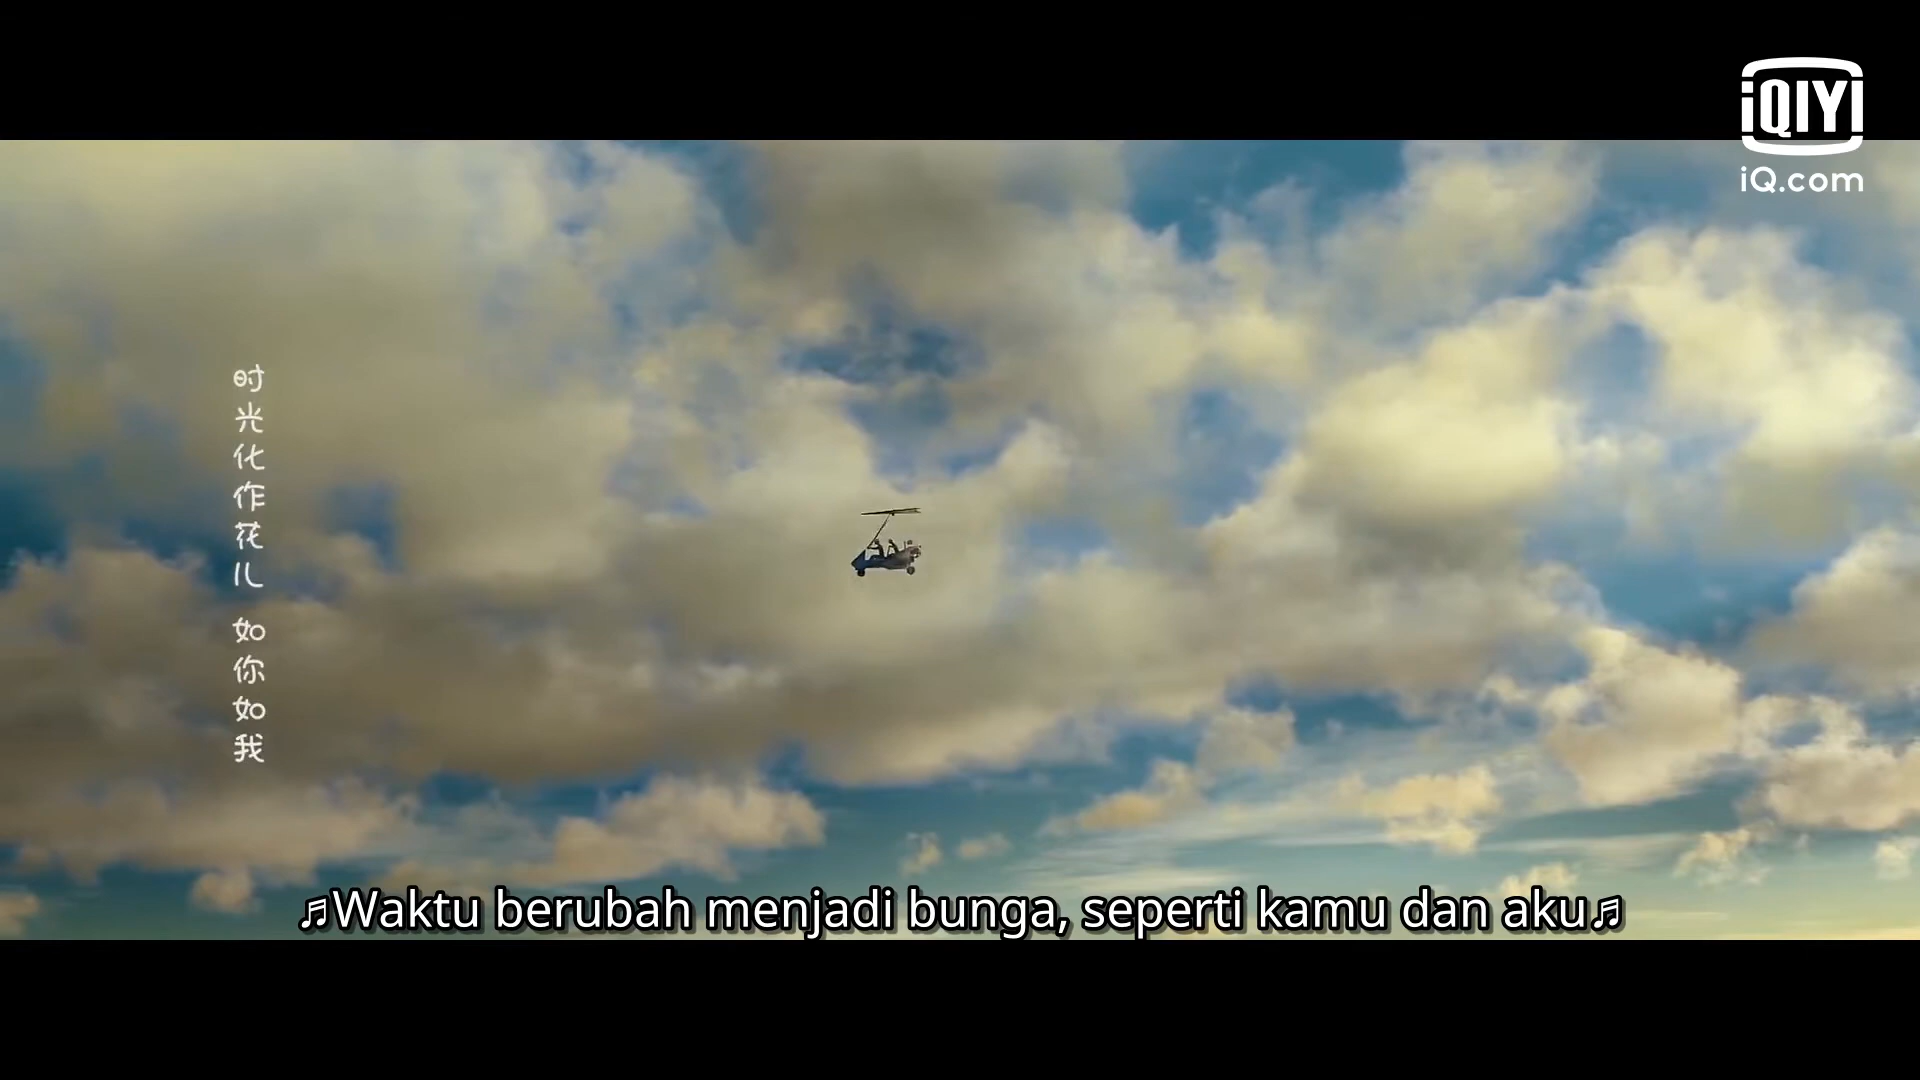 iQIYI
iQ.com
时光化作花儿 如你如我
♬Waktu berubah menjadi bunga, seperti kamu dan aku♬